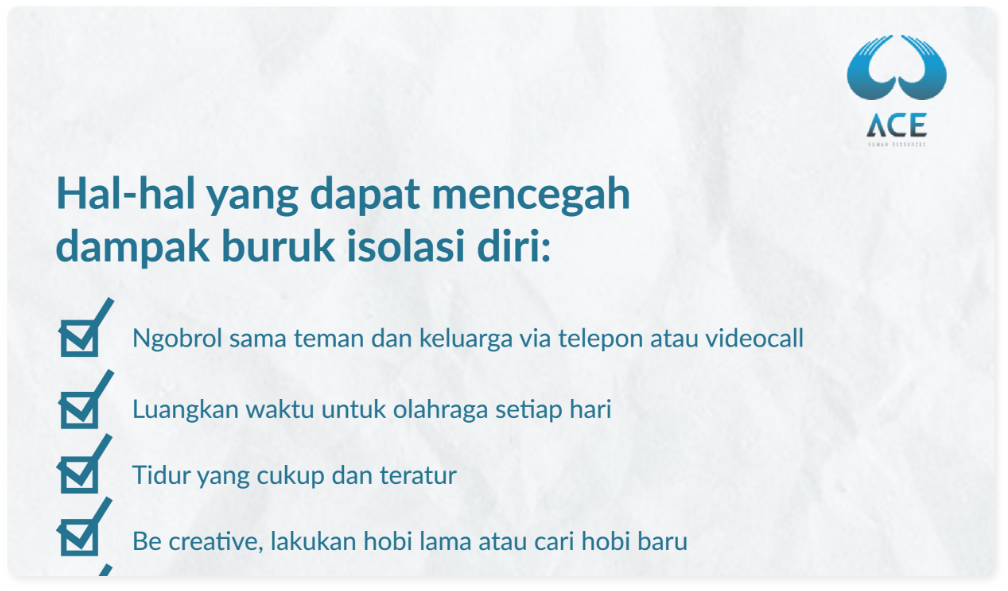 ACE
HUMAN RESOURCES
Hal-hal yang dapat mencegah
dampak buruk isolasi diri:
Ngobrol sama teman dan keluarga via telepon atau videocall
Luangkan waktu untuk olahraga setiap hari
Tidur yang cukup dan teratur
Be creative, lakukan hobi lama atau cari hobi baru